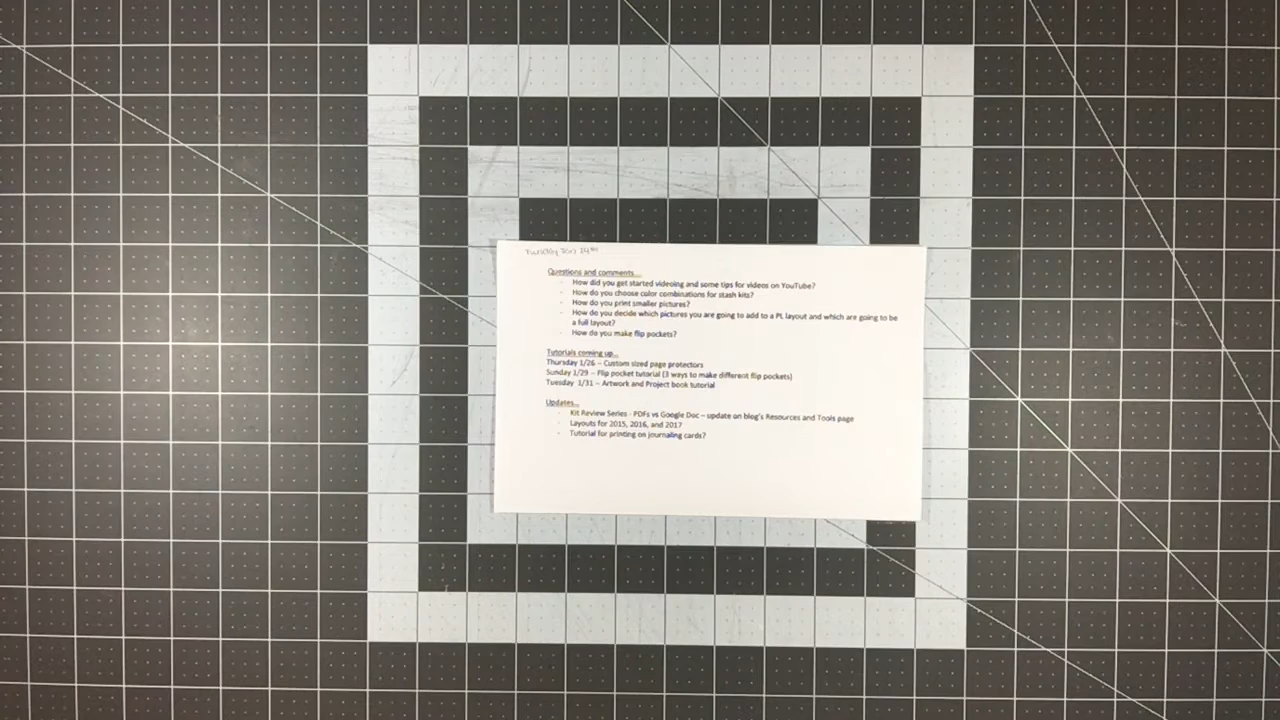 Tuesday Jan 24th
Questions and comments...
- How did you get started videoing and some tips for videos on YouTube?
- How do you choose color combinations for stash kits?
- How do you print smaller pictures?
- How do you decide which pictures you are going to add to a PL layout and which are going to be
a full layout?
- How do you make flip pockets?
Tutorials coming up...
Thursday 1/26 – Custom sized page protectors
Sunday 1/29 – Flip pocket tutorial (3 ways to make different flip pockets)
Tuesday 1/31 – Artwork and Project book tutorial
Updates...
- Kit Review Series - PDFs vs Google Doc – update on blog's Resources and Tools page
- Layouts for 2015, 2016, and 2017
- Tutorial for printing on journaling cards?